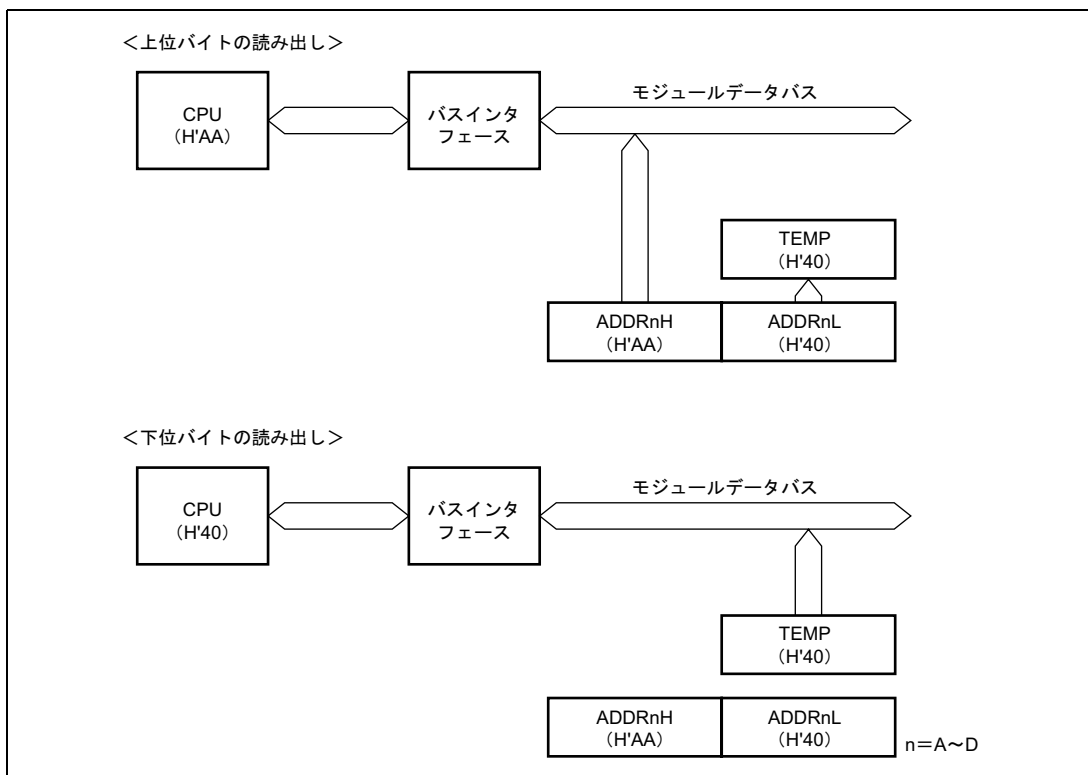 ＜上位バイトの読み出し＞
CPU
（H'AA）
バスインタ
フェース
モジュールデータバス
TEMP
（H'40）
ADDRnH
（H'AA）
ADDRnL
（H'40）
＜下位バイトの読み出し＞
CPU
（H'40）
バスインタ
フェース
モジュールデータバス
TEMP
（H'40）
ADDRnH
（H'AA）
ADDRnL
（H'40）
n＝A～D